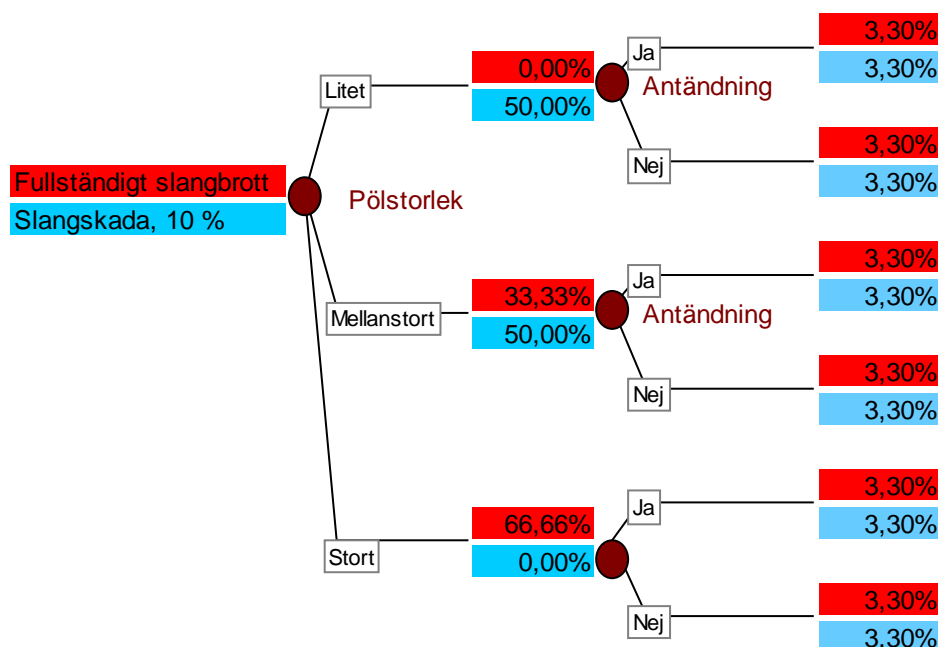 Fullständigt slangbrott
Slangskada, 10 %
Pölstorlek
Litet
0,00%
50,00%
Antändning
Ja
3,30%
3,30%
Nej
3,30%
3,30%
Mellanstort
33,33%
50,00%
Antändning
Ja
3,30%
3,30%
Nej
3,30%
3,30%
Stort
66,66%
0,00%
Ja
3,30%
3,30%
Nej
3,30%
3,30%